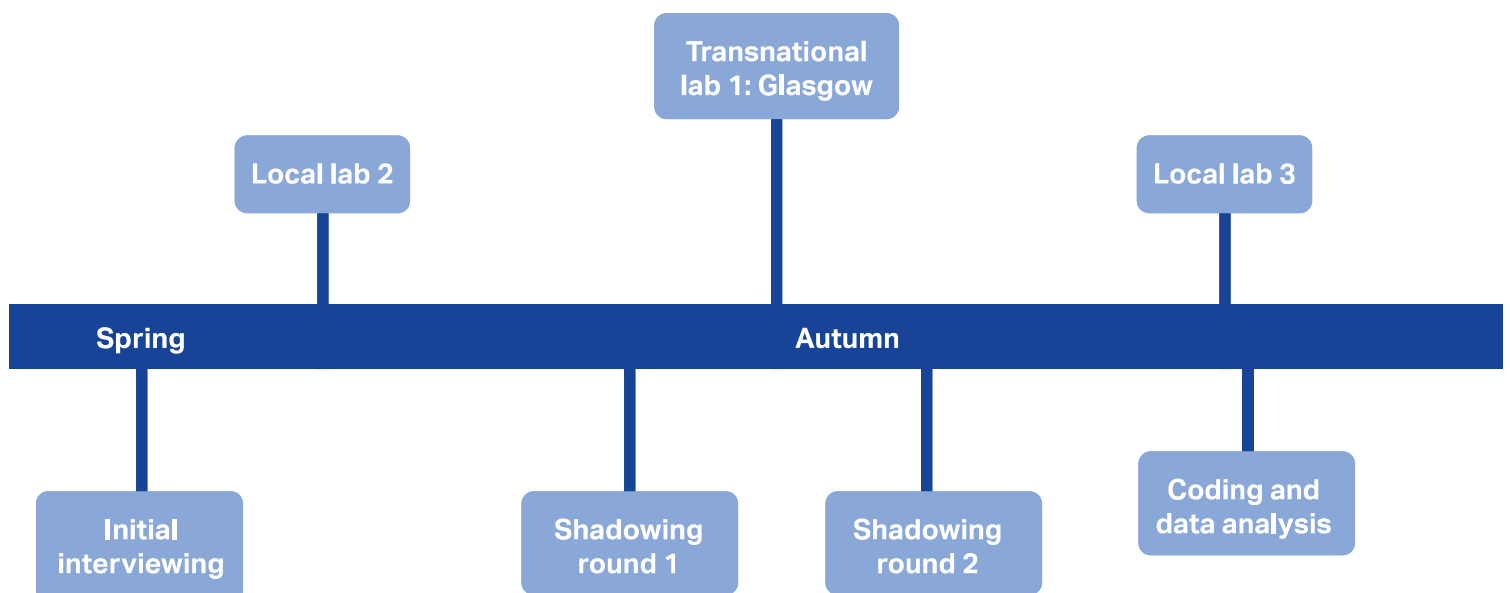 Transnational
lab 1: Glasgow
Local lab 2
Local lab 3
Spring
Autumn
Initial
interviewing
Shadowing
round 1
Shadowing
round 2
Coding and
data analysis